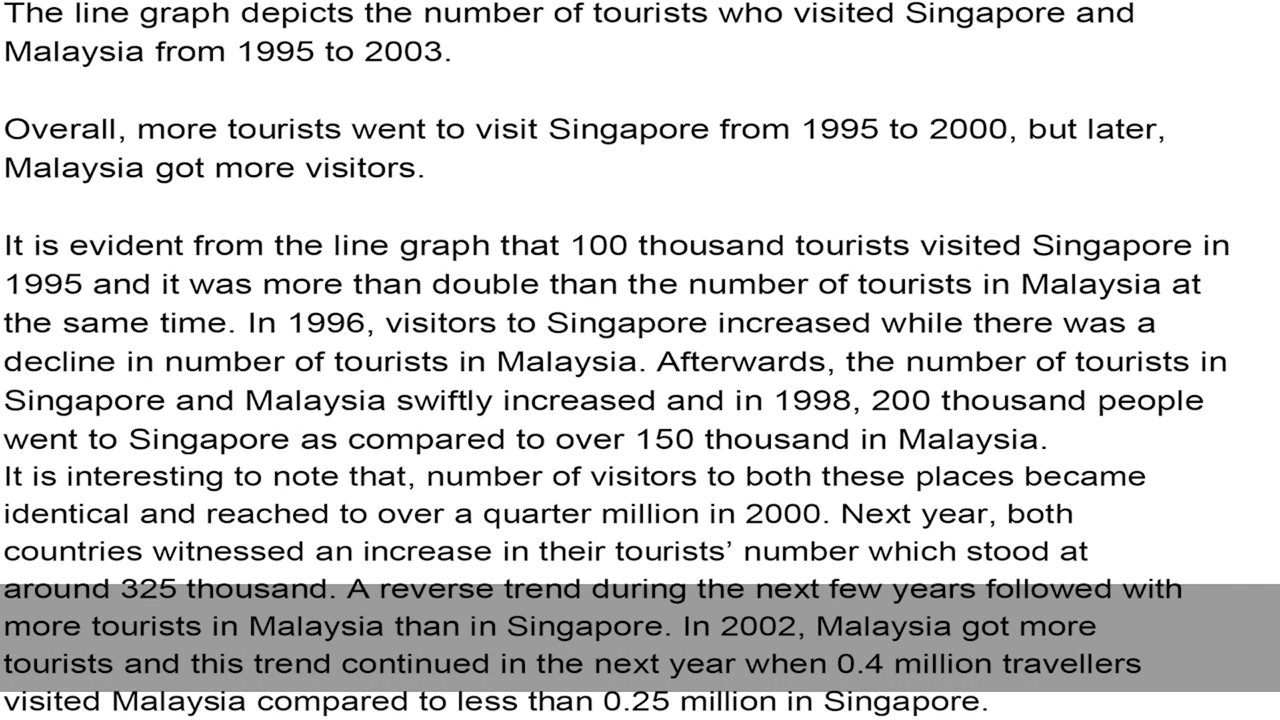 The line graph depicts the number of tourists who visited Singapore and
Malaysia from 1995 to 2003.
Overall, more tourists went to visit Singapore from 1995 to 2000, but later,
Malaysia got more visitors.
It is evident from the line graph that 100 thousand tourists visited Singapore in
1995 and it was more than double than the number of tourists in Malaysia at
the same time. In 1996, visitors to Singapore increased while there was a
decline in number of tourists in Malaysia. Afterwards, the number of tourists in
Singapore and Malaysia swiftly increased and in 1998, 200 thousand people
went to Singapore as compared to over 150 thousand in Malaysia.
It is interesting to note that, number of visitors to both these places became
identical and reached to over a quarter million in 2000. Next year, both
countries witnessed an increase in their tourists’ number which stood at
around 325 thousand. A reverse trend during the next few years followed with
more tourists in Malaysia than in Singapore. In 2002, Malaysia got more
tourists and this trend continued in the next year when 0.4 million travellers
visited Malaysia compared to less than 0.25 million in Singapore.